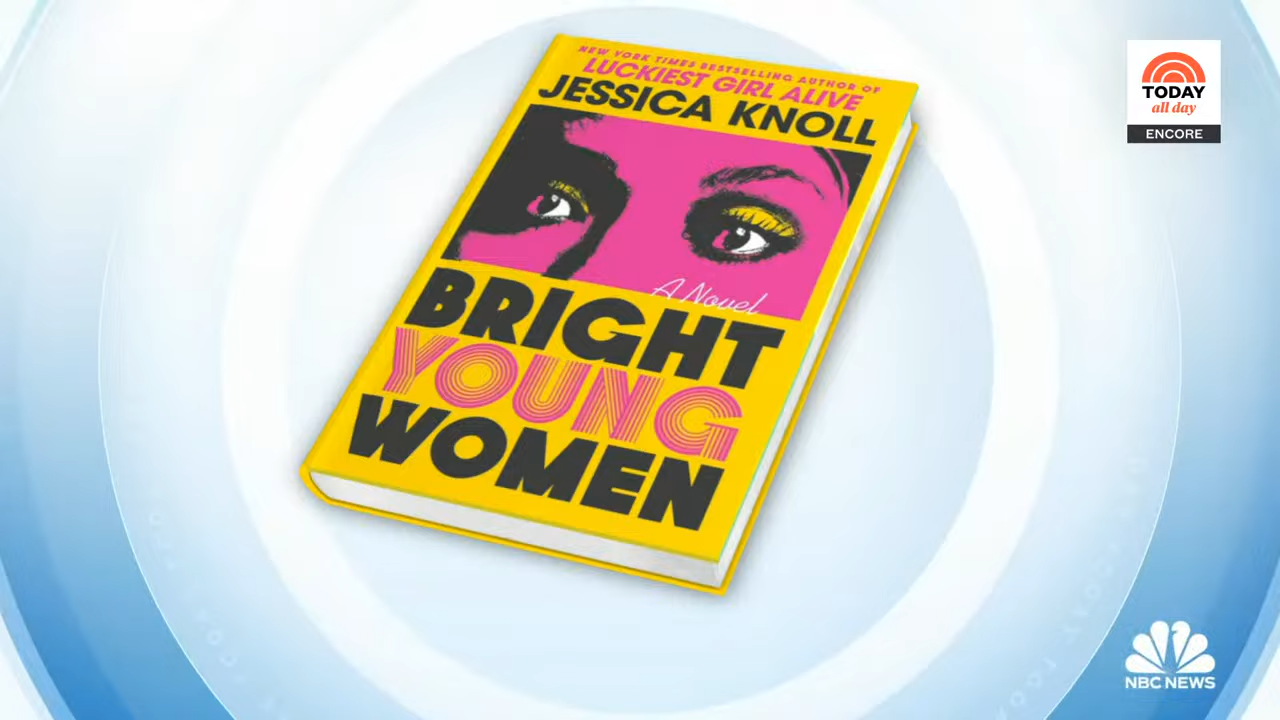 NEW YORK TIMES BESTSELLING AUTHOR OF
LUCKIEST GIRL ALIVE
JESSICA KNOLL
A Novel
BRIGHT
YOUNG
WOMEN
TODAY
all day
ENCORE
NBC NEWS